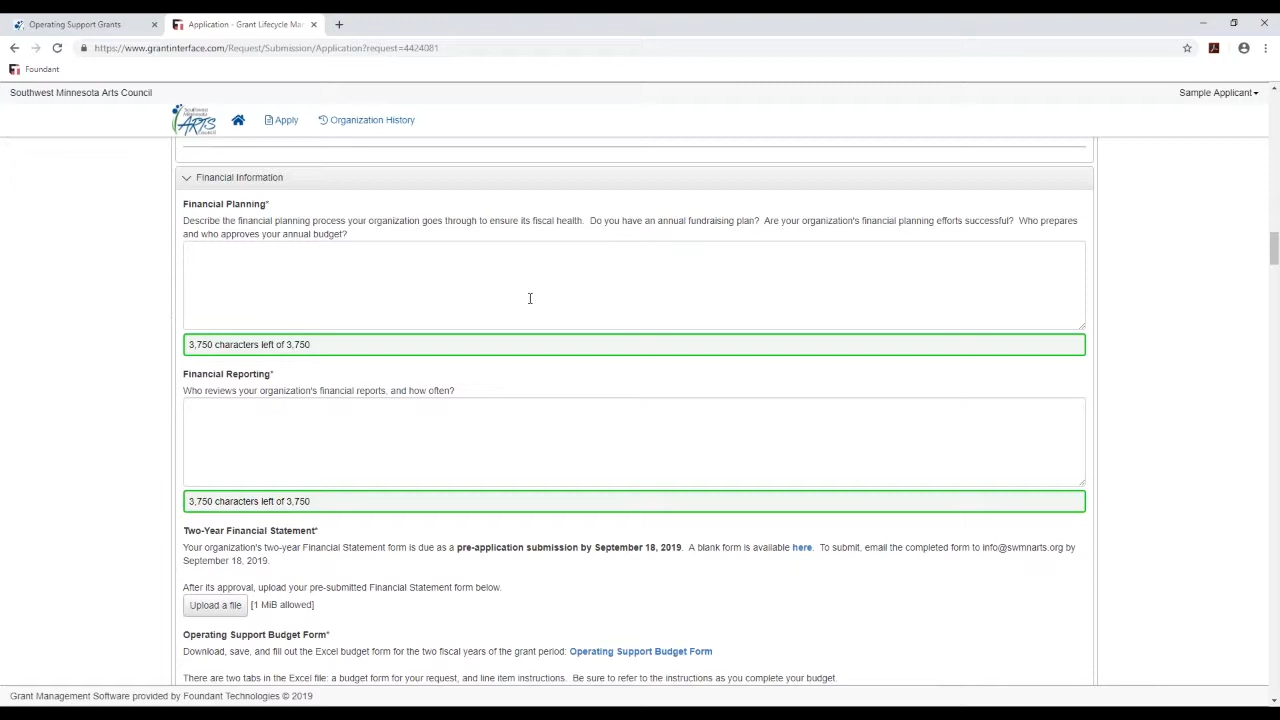 Operating Support Grants
Application - Grant Lifecycle Ma
https://www.grantinterface.com/Request/Submission/Application?request=4424081
Foundant
Southwest Minnesota Arts Council
Sample Applicant
Southwest
Minnesota
ARTS
Council
Apply
Organization History
Financial Information
Financial Planning*
Describe the financial planning process your organization goes through to ensure its fiscal health. Do you have an annual fundraising plan? Are your organization's financial planning efforts successful? Who prepares
and who approves your annual budget?
3,750 characters left of 3,750
Financial Reporting*
Who reviews your organization's financial reports, and how often?
3,750 characters left of 3,750
Two-Year Financial Statement*
Your organization's two-year Financial Statement form is due as a pre-application submission by September 18, 2019. A blank form is available here. To submit, email the completed form to info@swmnarts.org by
September 18, 2019.
After its approval, upload your pre-submitted Financial Statement form below.
Upload a file [1 MiB allowed]
Operating Support Budget Form*
Download, save, and fill out the Excel budget form for the two fiscal years of the grant period: Operating Support Budget Form
There are two tabs in the Excel file: a budget form for your request, and line item instructions. Be sure to refer to the instructions as you complete your budget.
Grant Management Software provided by Foundant Technologies © 2019